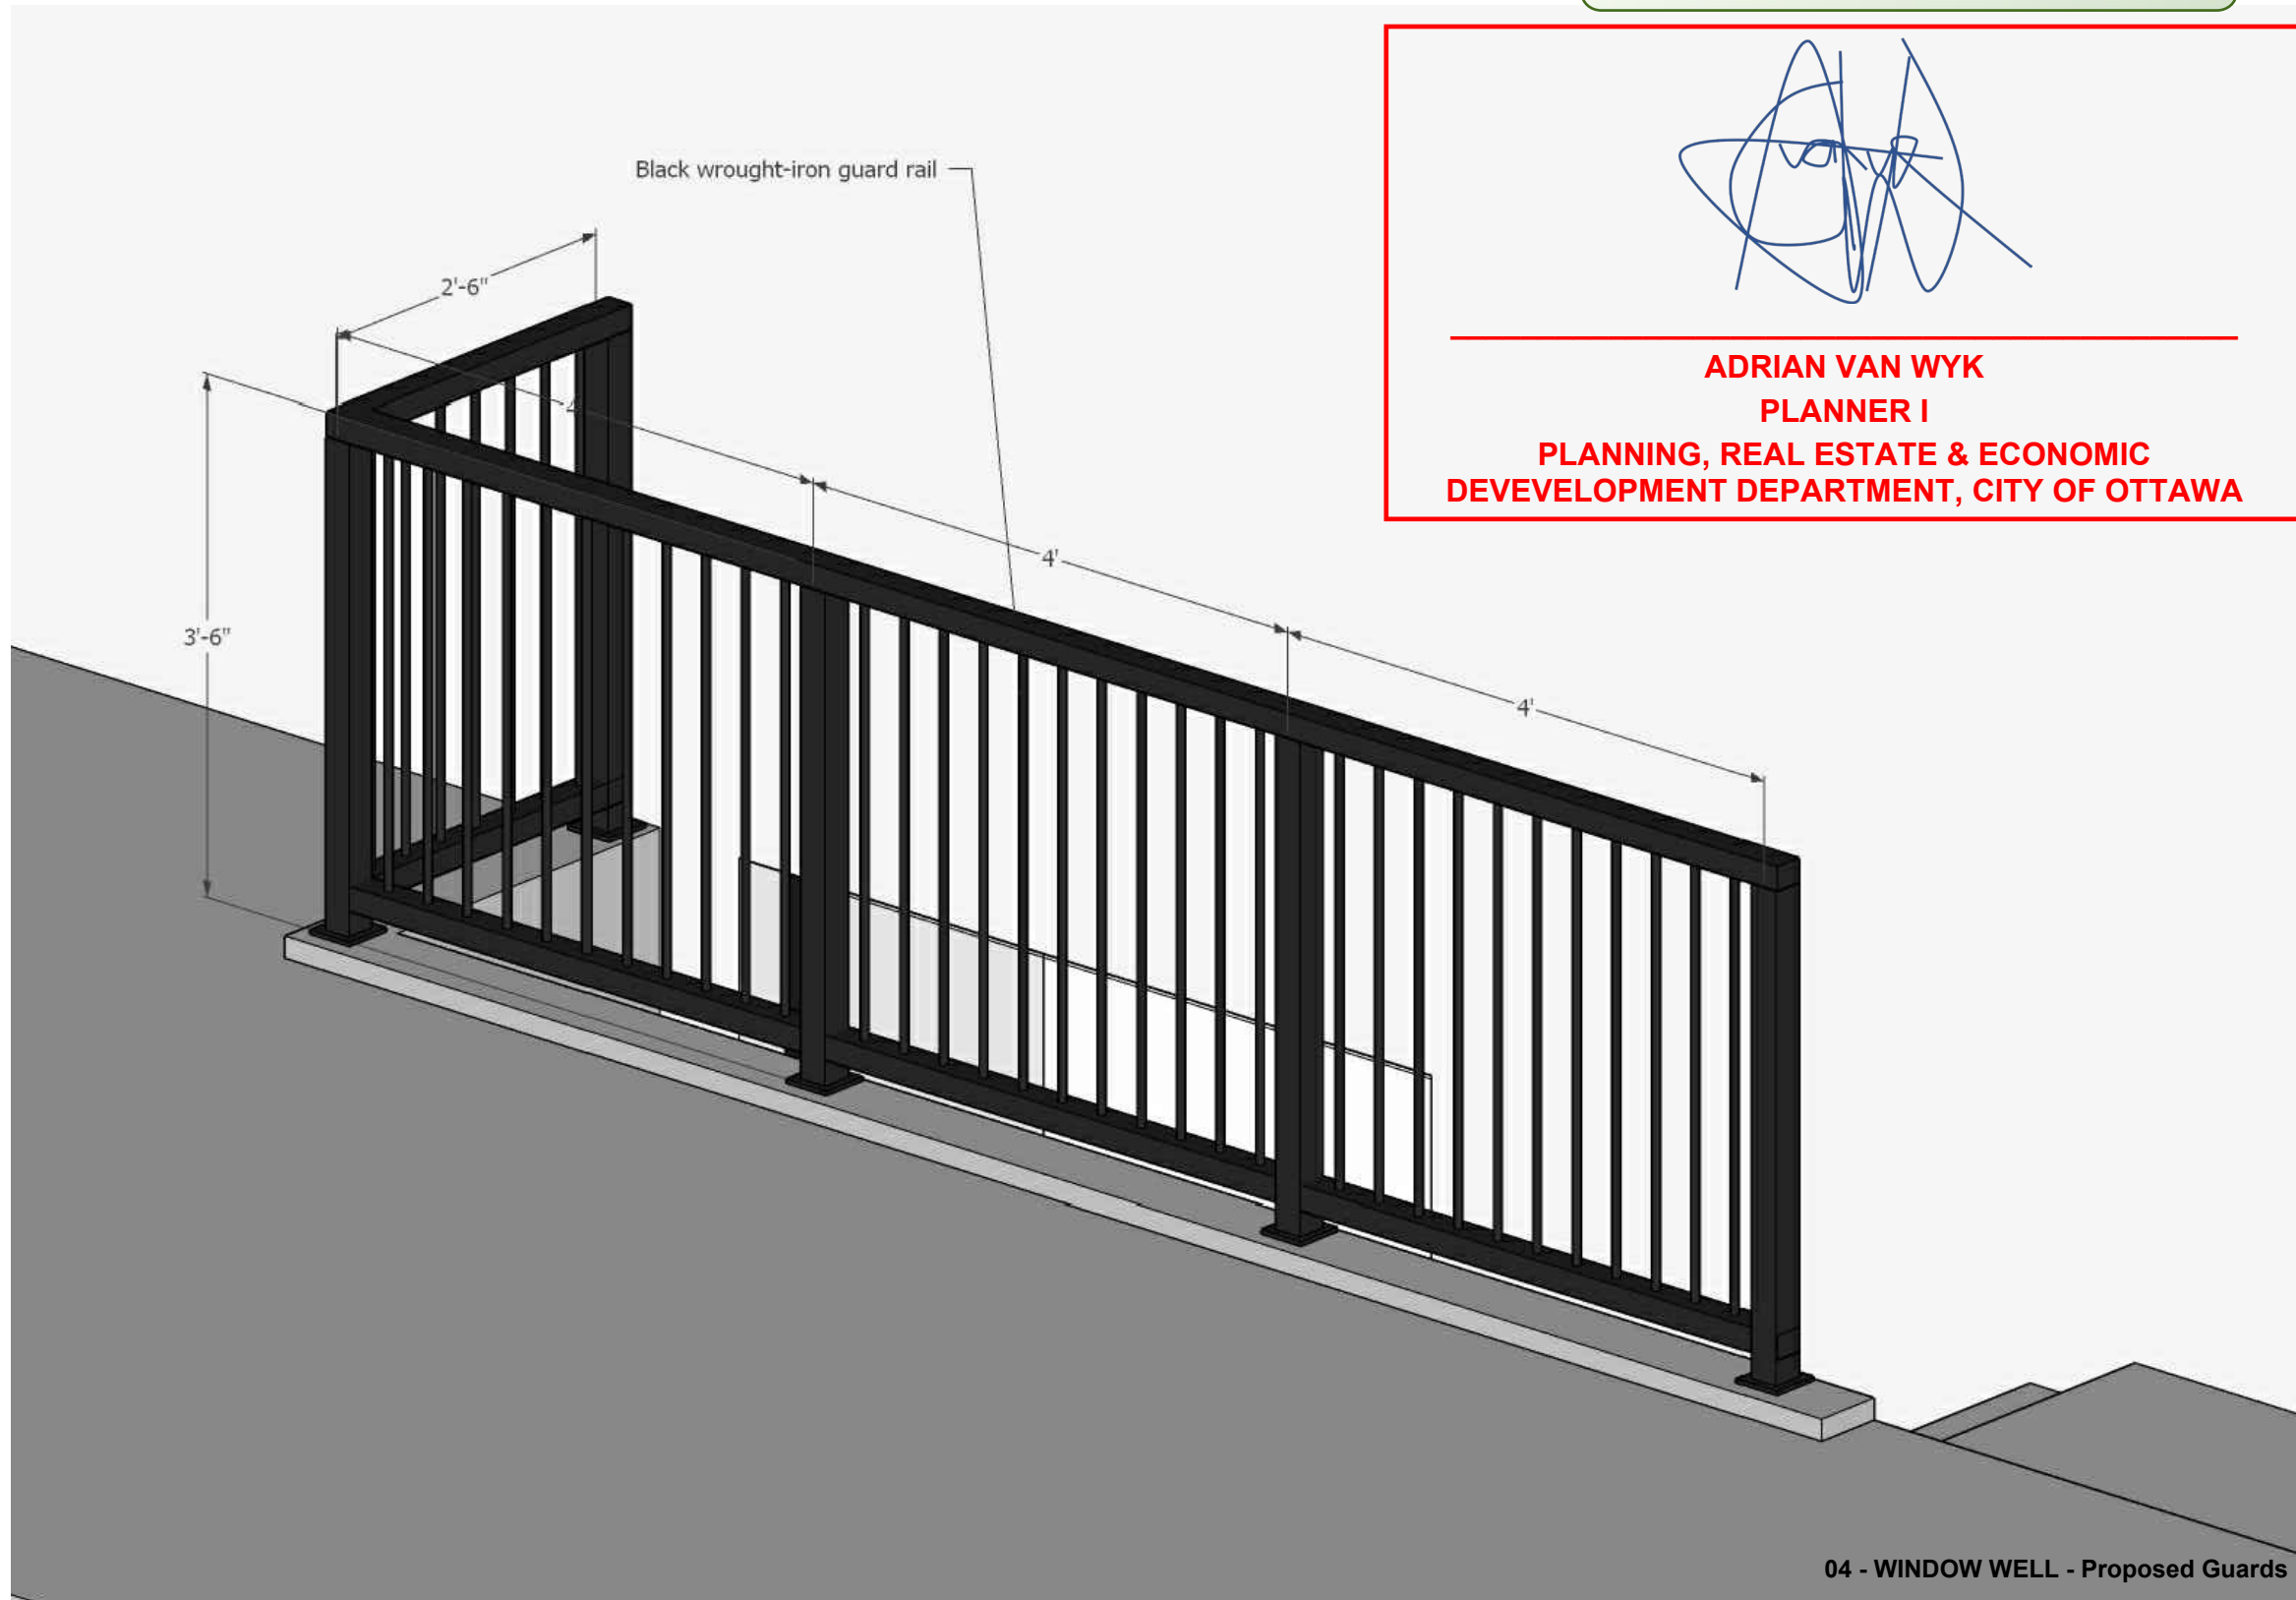 Black wrought-iron guard rail
2'-6"
4'
4'
4'
3'-6"
ADRIAN VAN WYK
PLANNER I
PLANNING, REAL ESTATE & ECONOMIC
DEVEVELOPMENT DEPARTMENT, CITY OF OTTAWA
04 - WINDOW WELL - Proposed Guards